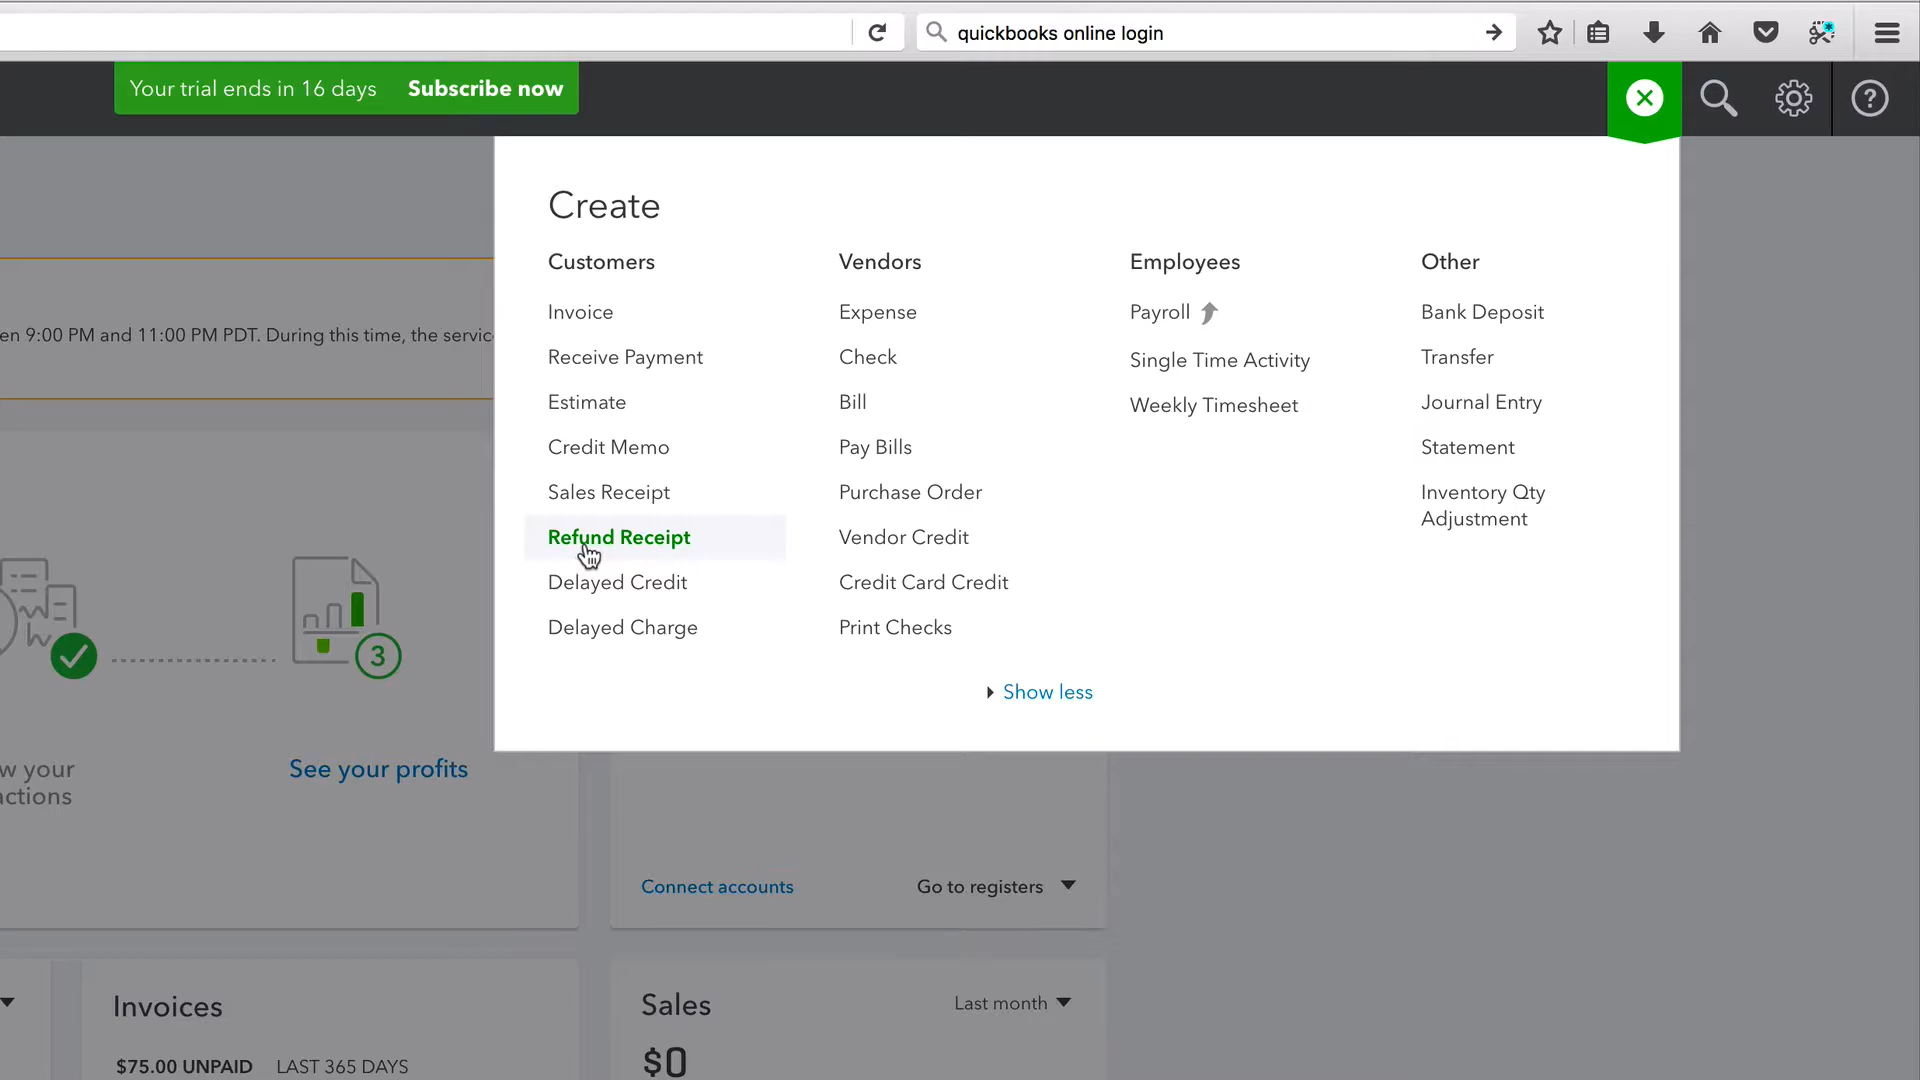 quickbooks online login
Your trial ends in 16 days Subscribe now
Create
Customers
Invoice
Receive Payment
Estimate
Credit Memo
Sales Receipt
Refund Receipt
Delayed Credit
Delayed Charge
Vendors
Expense
Check
Bill
Pay Bills
Purchase Order
Vendor Credit
Credit Card Credit
Print Checks
Employees
Payroll
Single Time Activity
Weekly Timesheet
Other
Bank Deposit
Transfer
Journal Entry
Statement
Inventory Qty
Adjustment
Show less
en 9:00 PM and 11:00 PM PDT. During this time, the servic
3
w your
actions
See your profits
Connect accounts
Go to registers
Invoices
$75.00 UNPAID LAST 365 DAYS
Sales
Last month
$0